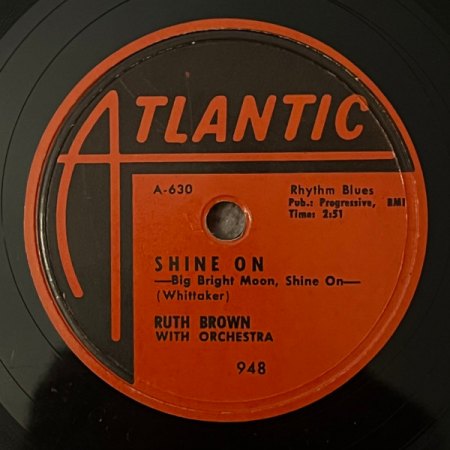 ATLANTIC
A-630
Rhythm Blues
Pub.: Progressive, BMI
Time: 2:51
SHINE ON
—Big Bright Moon, Shine On—
(Whittaker)
RUTH BROWN
WITH ORCHESTRA
948